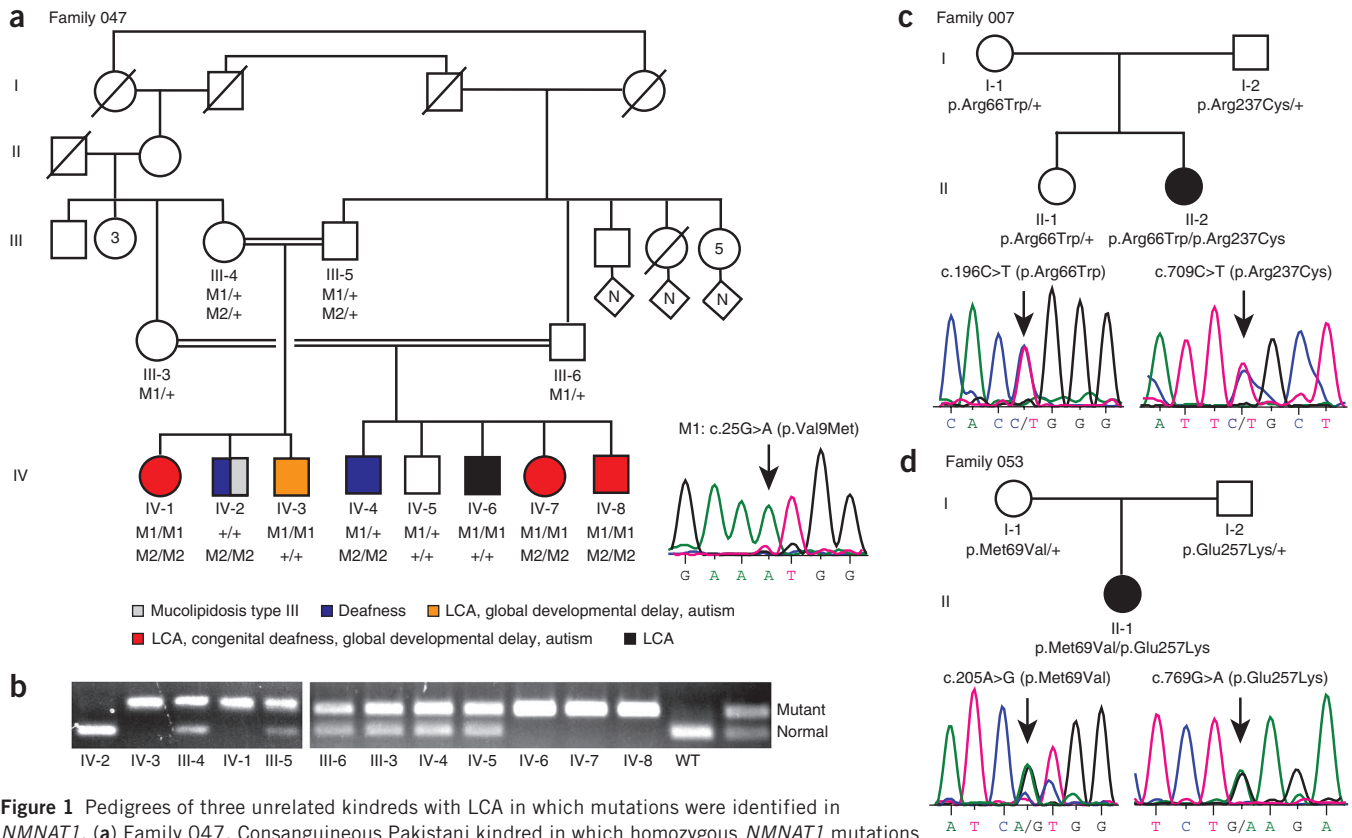 a Family 047
I
II
III
3
5
III-4
M1/+
M2/+
III-5
M1/+
M2/+
N N N
III-3
M1/+
III-6
M1/+
IV
IV-1 IV-2 IV-3 IV-4 IV-5 IV-6 IV-7 IV-8
M1/M1 +/+ M1/M1 M1/+ M1/+ M1/M1 M1/M1 M1/M1
M2/M2 M2/M2 +/+ M2/M2 +/+ +/+ M2/M2 M2/M2
M1: c.25G>A (p.Val9Met)
G A A A T G G
Mucolipidosis type III Deafness LCA, global developmental delay, autism
LCA, congenital deafness, global developmental delay, autism LCA
b
Mutant
Normal
IV-2 IV-3 III-4 IV-1 III-5 III-6 III-3 IV-4 IV-5 IV-6 IV-7 IV-8 WT
c Family 007
I
I-1
p.Arg66Trp/+
I-2
p.Arg237Cys/+
II
II-1
p.Arg66Trp/+
II-2
p.Arg66Trp/p.Arg237Cys
c.196C>T (p.Arg66Trp) c.709C>T (p.Arg237Cys)
C A C C/T G G G A T T C/T G C T
d Family 053
I
I-1
p.Met69Val/+
I-2
p.Glu257Lys/+
II
II-1
p.Met69Val/p.Glu257Lys
c.205A>G (p.Met69Val) c.769G>A (p.Glu257Lys)
A T C A/G T G G T C T G/A A G A
Figure 1 Pedigrees of three unrelated kindreds with LCA in which mutations were identified in
NMNAT1. (a) Family 047. Consanguineous Pakistani kindred in which homozygous NMNAT1 mutations